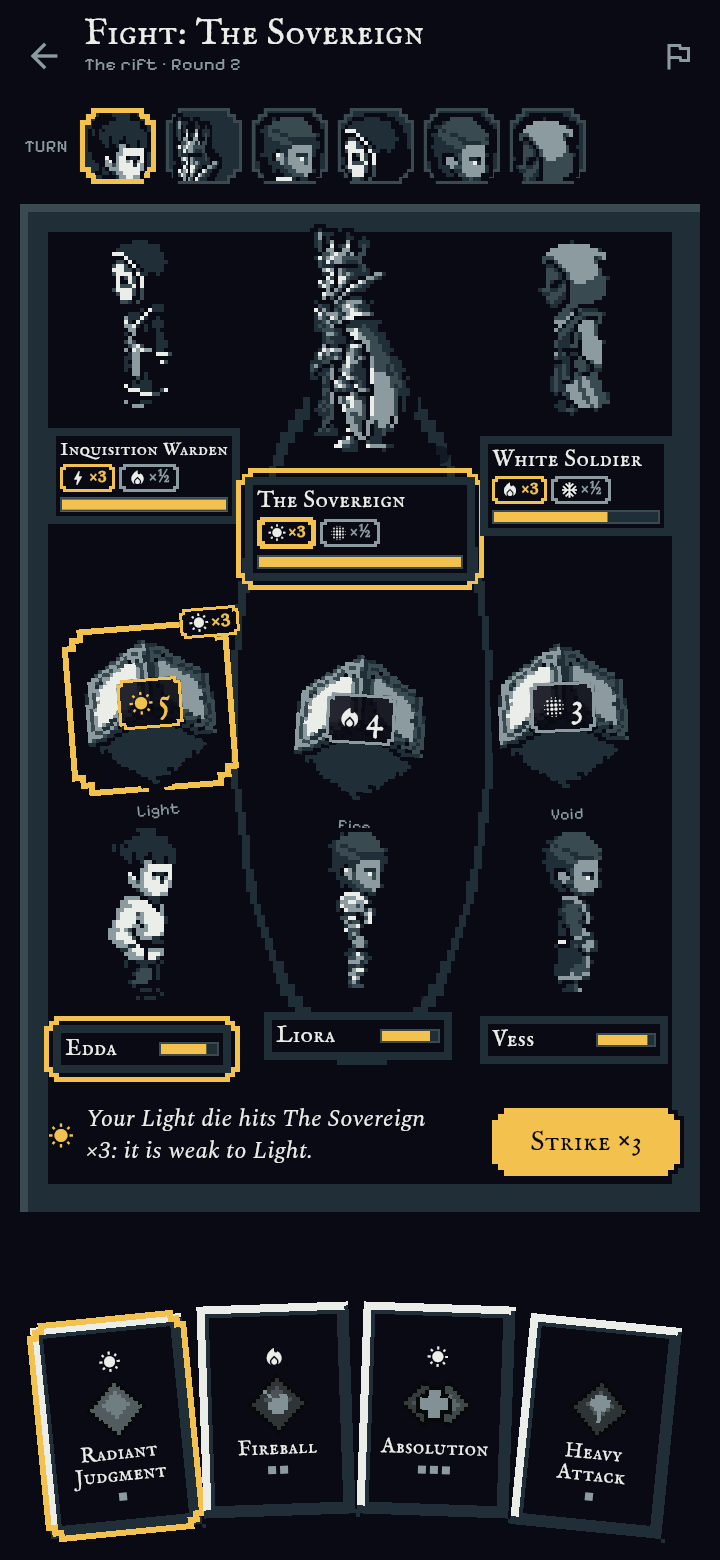 Fight: The Sovereign
The rift · Round 2
TURN
Inquisition Warden
×3 ×½
White Soldier
×3 ×½
The Sovereign
×3 ×½
×3
5
4
3
Light
Fire
Void
Edda
Liora
Vess
Your Light die hits The Sovereign
×3: it is weak to Light.
Strike ×3
Radiant
Judgment
Fireball
Absolution
Heavy
Attack